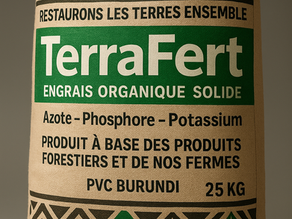 RESTAURONS LES TERRES ENSEMBLE
TerraFert
ENGRAIS ORGANIQUE SOLIDE
Azote – Phosphore – Potassium
PRODUIT À BASE DES PRODUITS
FORESTIERS ET DE NOS FERMES
PVC BURUNDI 25 KG